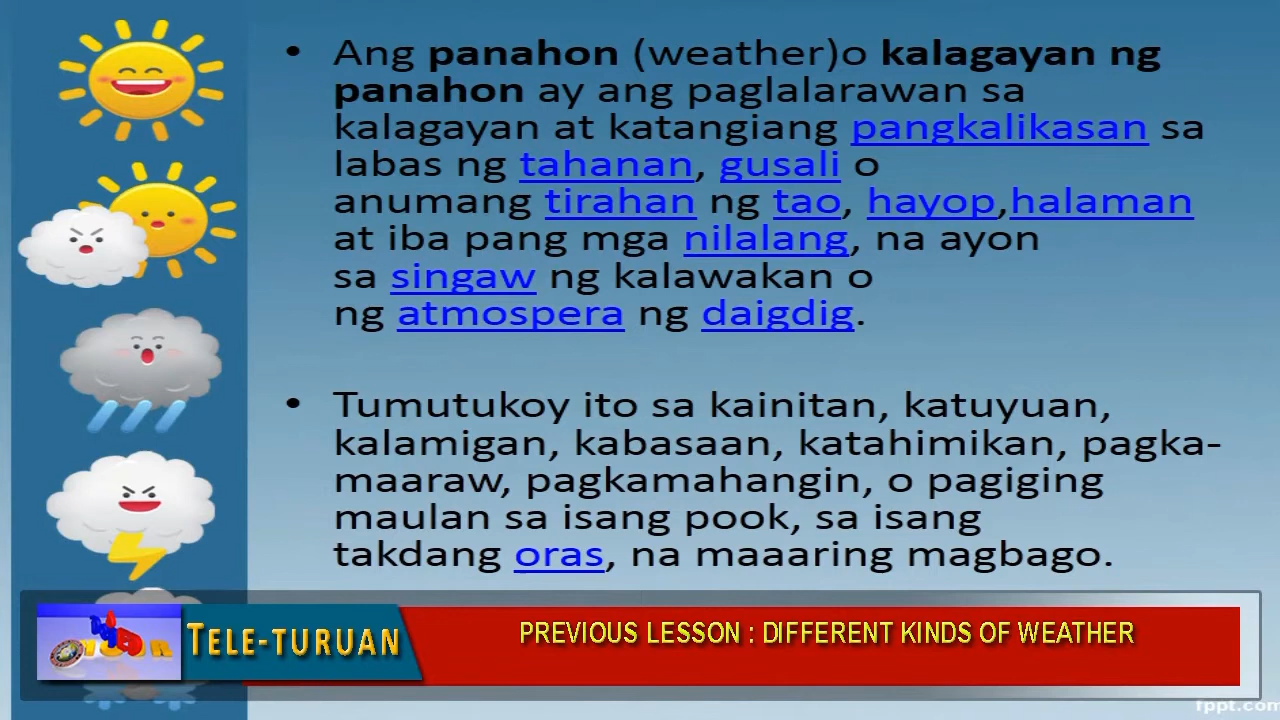 • Ang panahon (weather)o kalagayan ng
panahon ay ang paglalarawan sa
kalagayan at katangiang pangkalikasan sa
labas ng tahanan, gusali o
anumang tirahan ng tao, hayop,halaman
at iba pang mga nilalang, na ayon
sa singaw ng kalawakan o
ng atmospera ng daigdig.
• Tumutukoy ito sa kainitan, katuyuan,
kalamigan, kabasaan, katahimikan, pagka-
maaraw, pagkamahangin, o pagiging
maulan sa isang pook, sa isang
takdang oras, na maaaring magbago.
TELE-TURUAN
PREVIOUS LESSON : DIFFERENT KINDS OF WEATHER
fppt.com